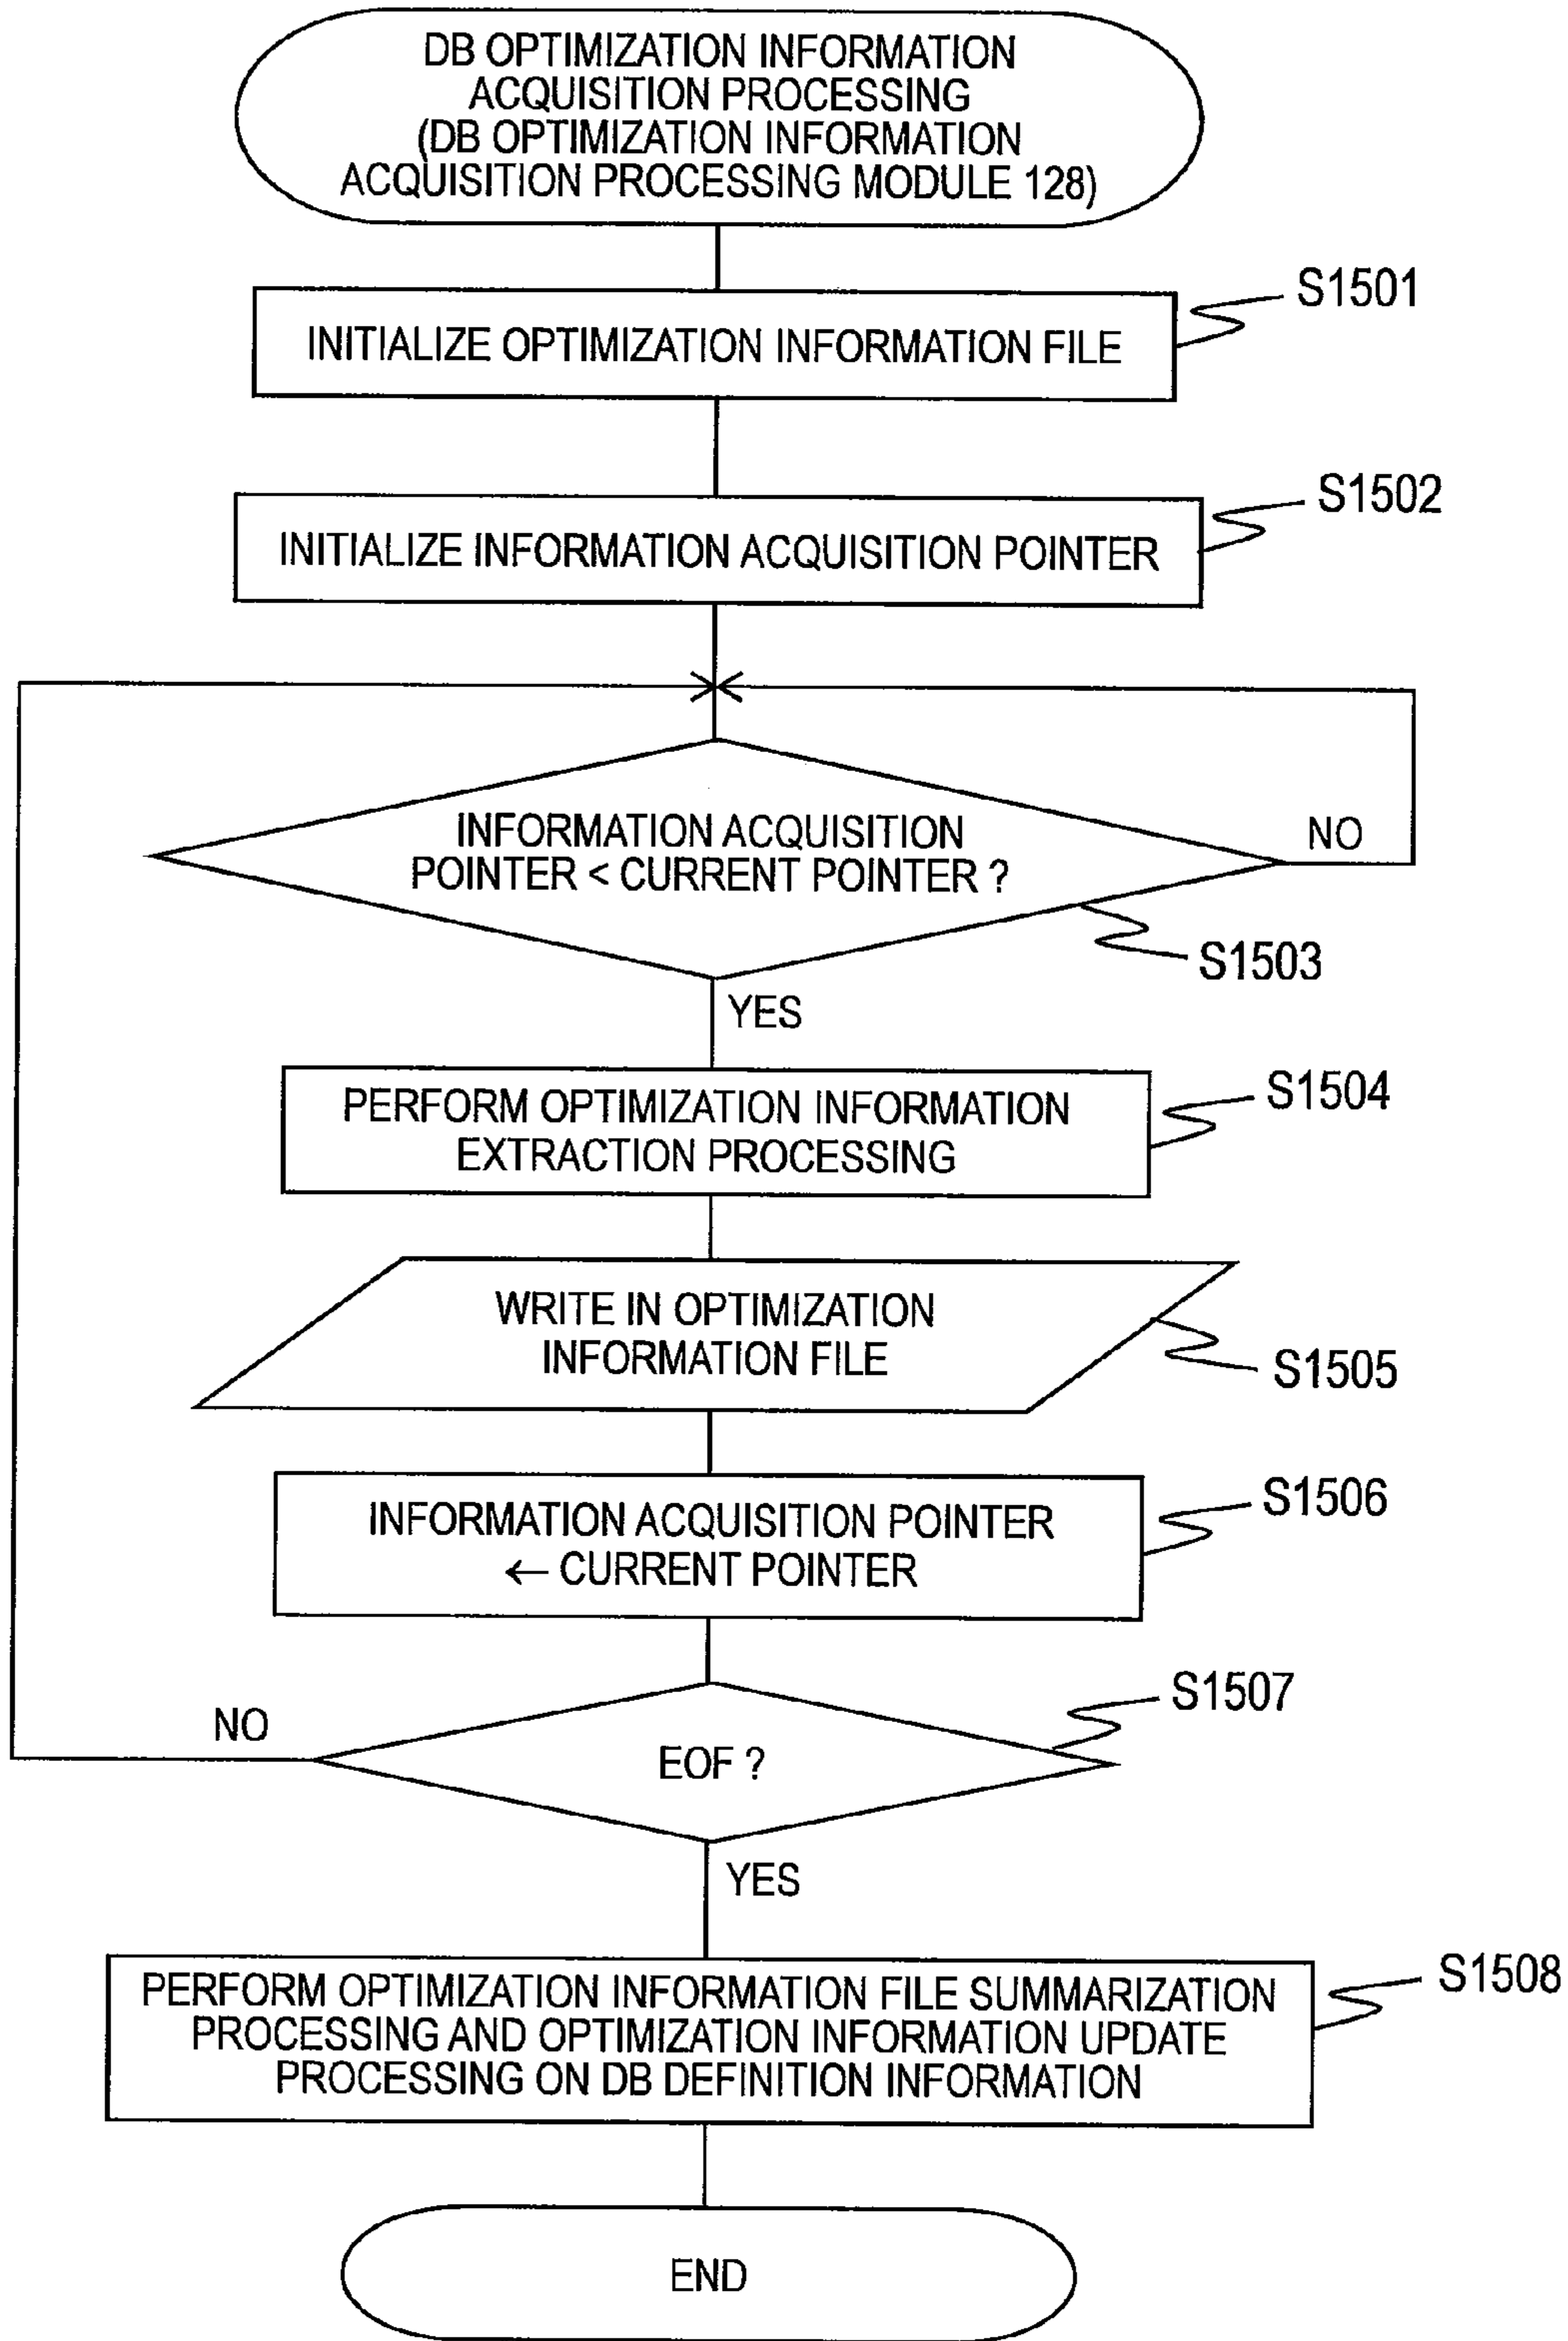 DB OPTIMIZATION INFORMATION
ACQUISITION PROCESSING
(DB OPTIMIZATION INFORMATION
ACQUISITION PROCESSING MODULE 128)
S1501
INITIALIZE OPTIMIZATION INFORMATION FILE
S1502
INITIALIZE INFORMATION ACQUISITION POINTER
INFORMATION ACQUISITION
POINTER < CURRENT POINTER ?
NO
S1503
YES
S1504
PERFORM OPTIMIZATION INFORMATION
EXTRACTION PROCESSING
WRITE IN OPTIMIZATION
INFORMATION FILE
S1505
S1506
INFORMATION ACQUISITION POINTER
← CURRENT POINTER
S1507
NO
EOF ?
YES
S1508
PERFORM OPTIMIZATION INFORMATION FILE SUMMARIZATION
PROCESSING AND OPTIMIZATION INFORMATION UPDATE
PROCESSING ON DB DEFINITION INFORMATION
END